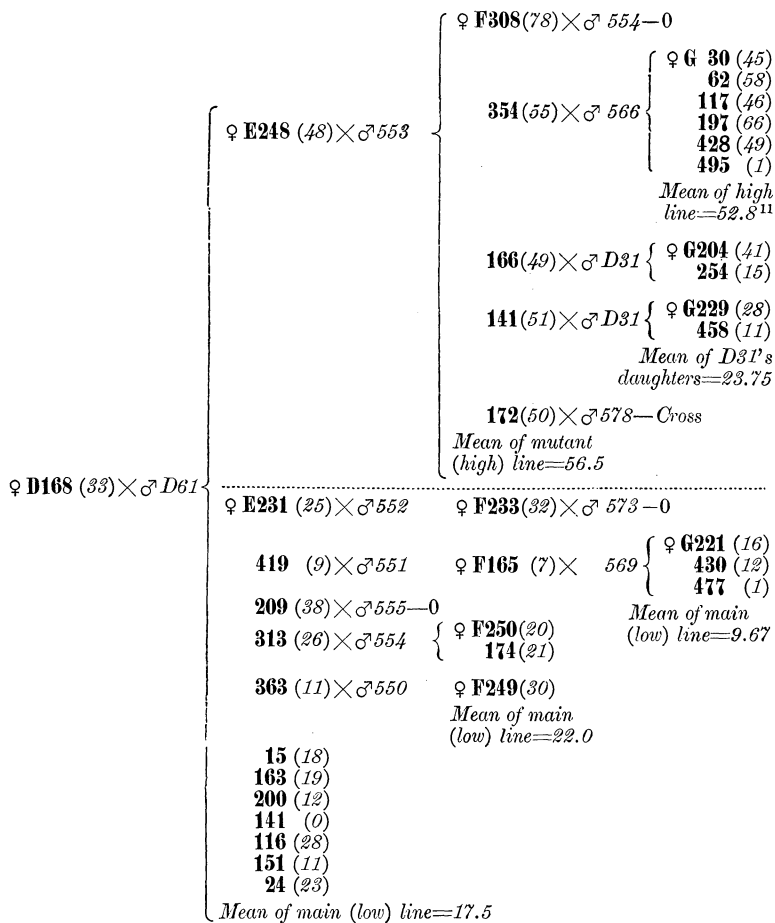 ♀ F308 (78) × ♂ 554—0
♀ G 30 (45)
62 (58)
354 (55) × ♂ 566
117 (46)
197 (66)
♀ E248 (48) × ♂ 553
428 (49)
495 (1)
Mean of high
line=52.8¹¹
166 (49) × ♂ D31
♀ G204 (41)
254 (15)
141 (51) × ♂ D31
♀ G229 (28)
458 (11)
Mean of D31's
daughters=23.75
172 (50) × ♂ 578—Cross
Mean of mutant
(high) line=56.5
♀ D168 (33) × ♂ D61
♀ E231 (25) × ♂ 552 ♀ F233 (32) × ♂ 573—0
419 (9) × ♂ 551 ♀ F165 (7) × 569
♀ G221 (16)
430 (12)
477 (1)
Mean of main
(low) line=9.67
209 (38) × ♂ 555—0
313 (26) × ♂ 554
♀ F250 (20)
174 (21)
363 (11) × ♂ 550 ♀ F249 (30)
Mean of main
(low) line=22.0
15 (18)
163 (19)
200 (12)
141 (0)
116 (28)
151 (11)
24 (23)
Mean of main (low) line=17.5